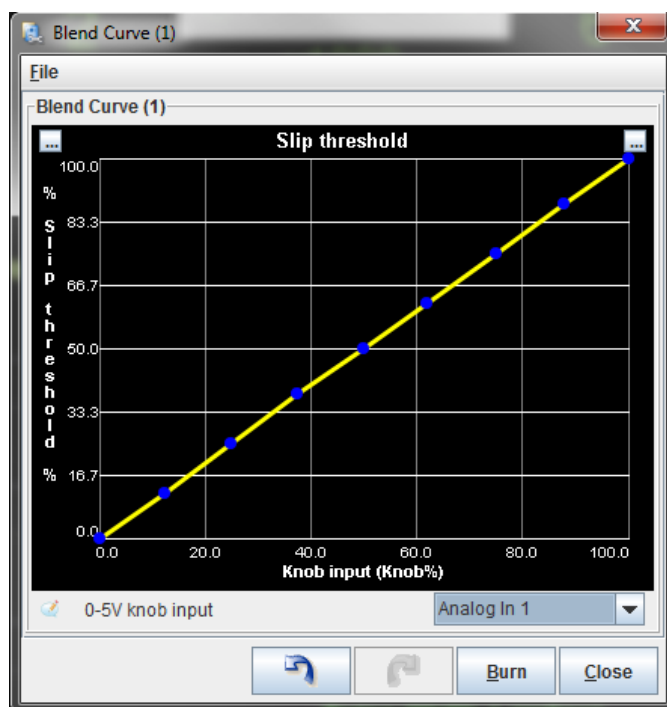 Blend Curve (1)
File
Blend Curve (1)
...
Slip threshold
...
100.0
83.3
66.7
50.0
33.3
16.7
0.0
% Slip threshold %
0.0 20.0 40.0 60.0 80.0 100.0
Knob input (Knob%)
0-5V knob input
Analog In 1
Burn
Close